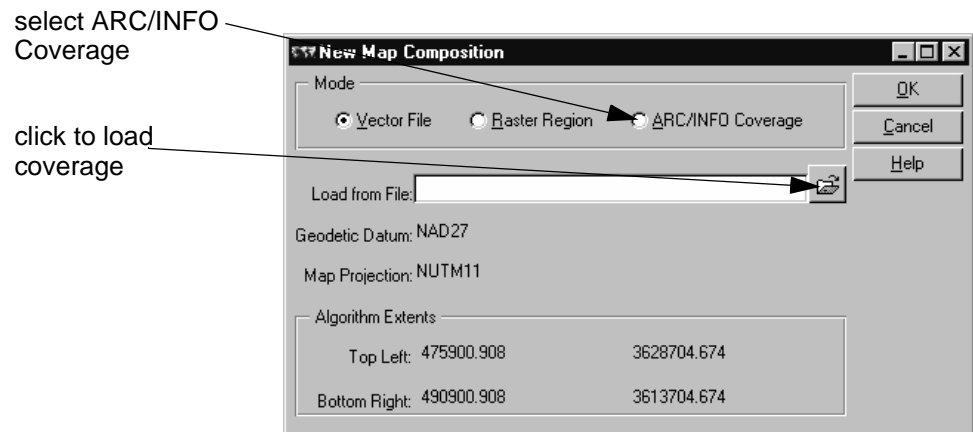 select ARC/INFO
Coverage
New Map Composition
Mode
Vector File Raster Region ARC/INFO Coverage
OK
Cancel
Help
click to load
coverage
Load from File:
Geodetic Datum: NAD27
Map Projection: NUTM11
Algorithm Extents
Top Left: 475900.908 3628704.674
Bottom Right: 490900.908 3613704.674